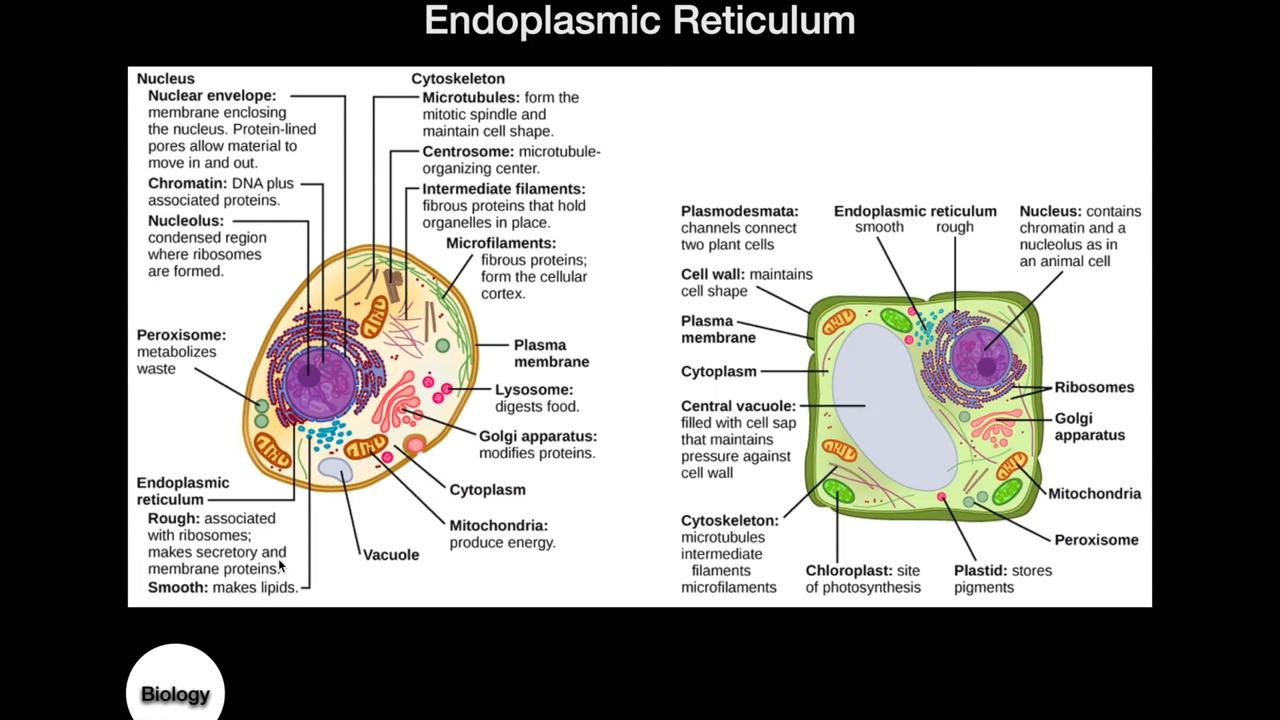 Endoplasmic Reticulum
Nucleus
Nuclear envelope:
membrane enclosing
the nucleus. Protein-lined
pores allow material to
move in and out.
Chromatin: DNA plus
associated proteins.
Nucleolus:
condensed region
where ribosomes
are formed.
Peroxisome:
metabolizes
waste
Endoplasmic
reticulum
Rough: associated
with ribosomes;
makes secretory and
membrane proteins.
Smooth: makes lipids.
Cytoskeleton
Microtubules: form the
mitotic spindle and
maintain cell shape.
Centrosome: microtubule-
organizing center.
Intermediate filaments:
fibrous proteins that hold
organelles in place.
Microfilaments:
fibrous proteins;
form the cellular
cortex.
Plasma
membrane
Lysosome:
digests food.
Golgi apparatus:
modifies proteins.
Cytoplasm
Mitochondria:
produce energy.
Vacuole
Plasmodesmata:
channels connect
two plant cells
Cell wall: maintains
cell shape
Plasma
membrane
Cytoplasm
Central vacuole:
filled with cell sap
that maintains
pressure against
cell wall
Cytoskeleton:
microtubules
intermediate
filaments
microfilaments
Endoplasmic reticulum
smooth rough
Nucleus: contains
chromatin and a
nucleolus as in
an animal cell
Ribosomes
Golgi
apparatus
Mitochondria
Peroxisome
Chloroplast: site
of photosynthesis
Plastid: stores
pigments
Biology